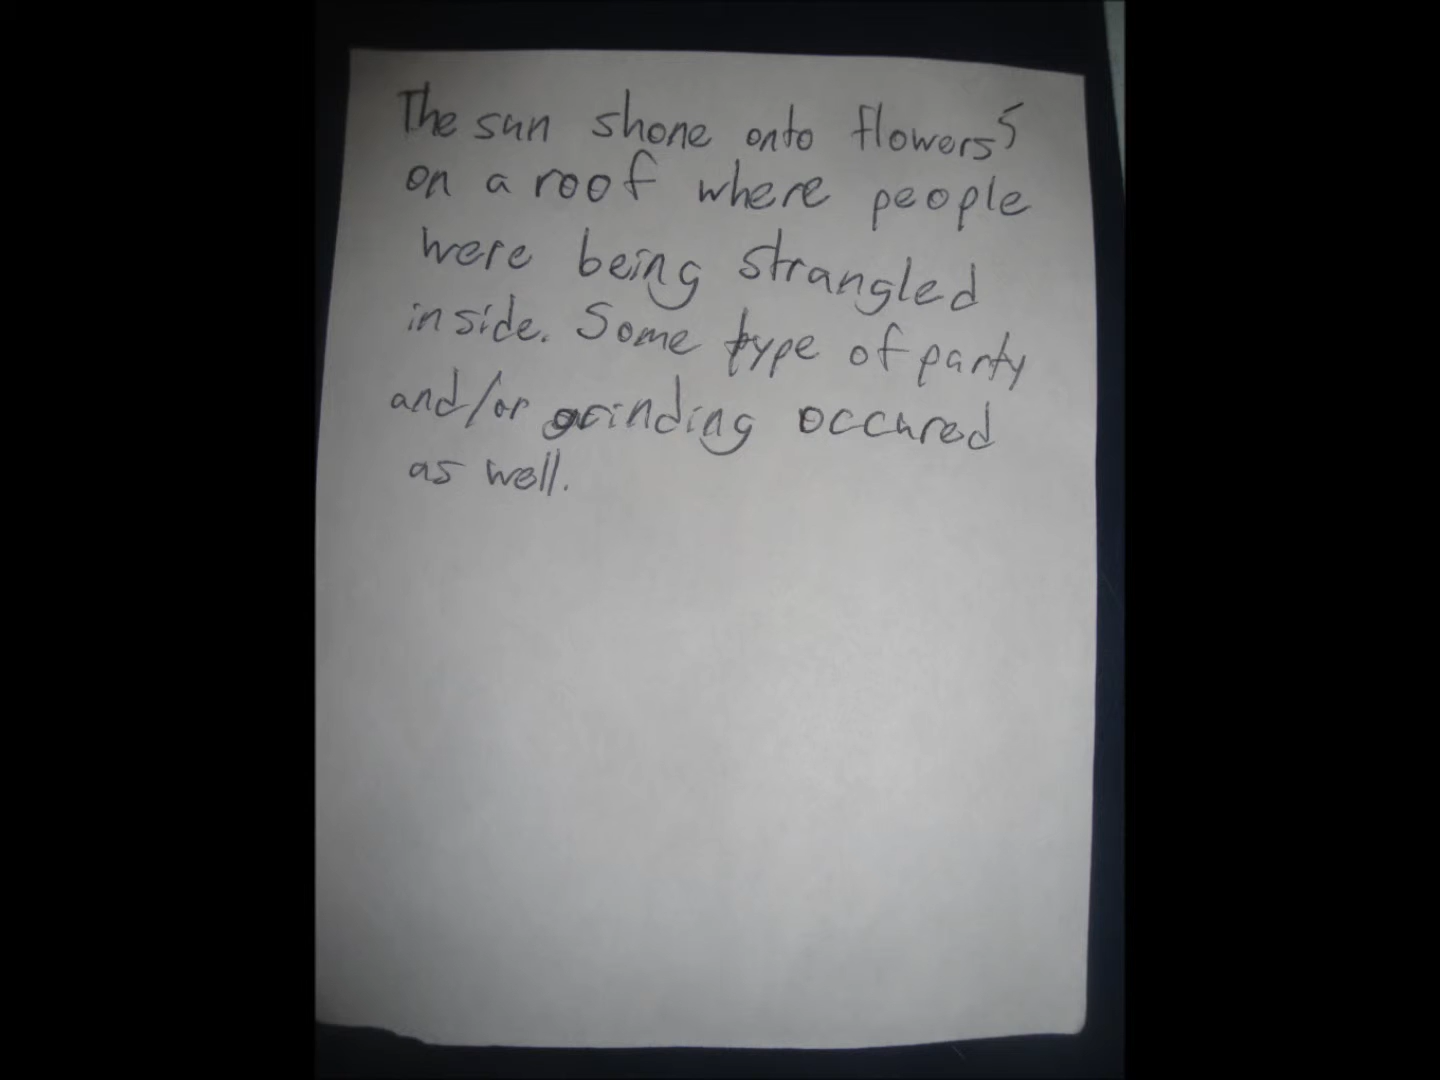 The sun shone onto flowerss
on a roof where people
were being strangled
inside. Some type of party
and/or grinding occured
as well.